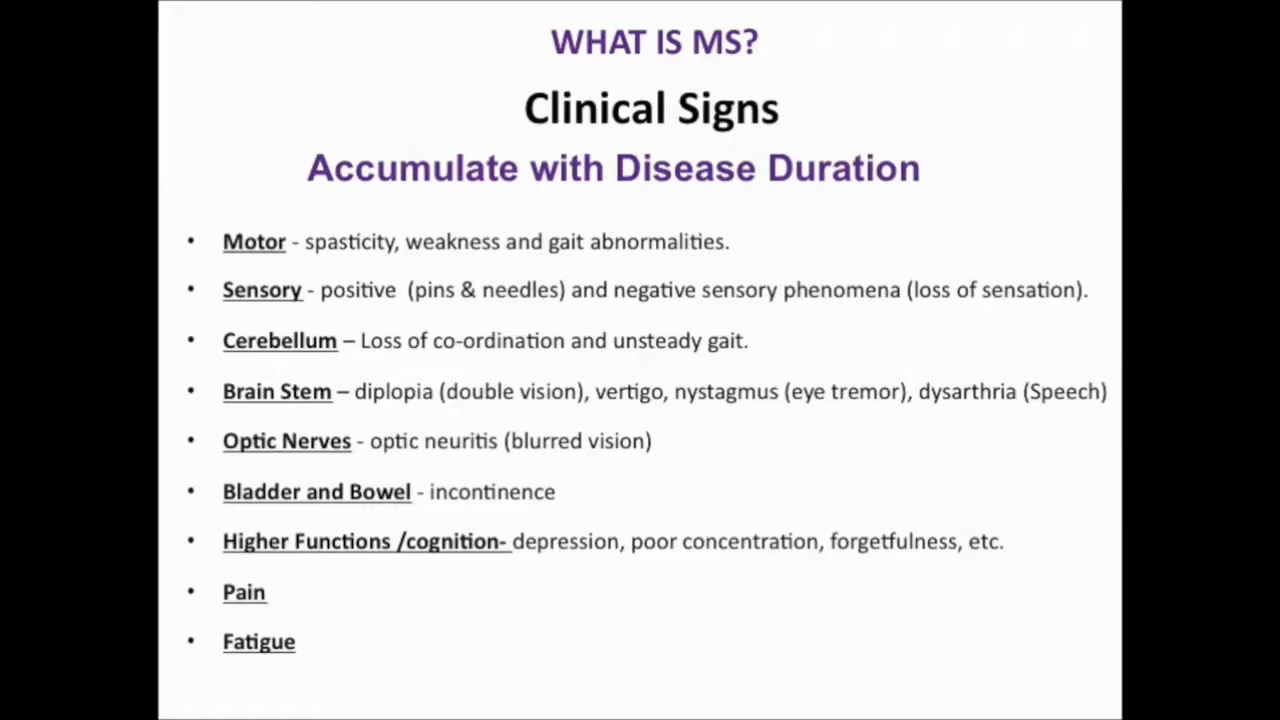 WHAT IS MS?
Clinical Signs
Accumulate with Disease Duration
• Motor - spasticity, weakness and gait abnormalities.
• Sensory - positive (pins & needles) and negative sensory phenomena (loss of sensation).
• Cerebellum – Loss of co-ordination and unsteady gait.
• Brain Stem – diplopia (double vision), vertigo, nystagmus (eye tremor), dysarthria (Speech)
• Optic Nerves - optic neuritis (blurred vision)
• Bladder and Bowel - incontinence
• Higher Functions /cognition- depression, poor concentration, forgetfulness, etc.
• Pain
• Fatigue